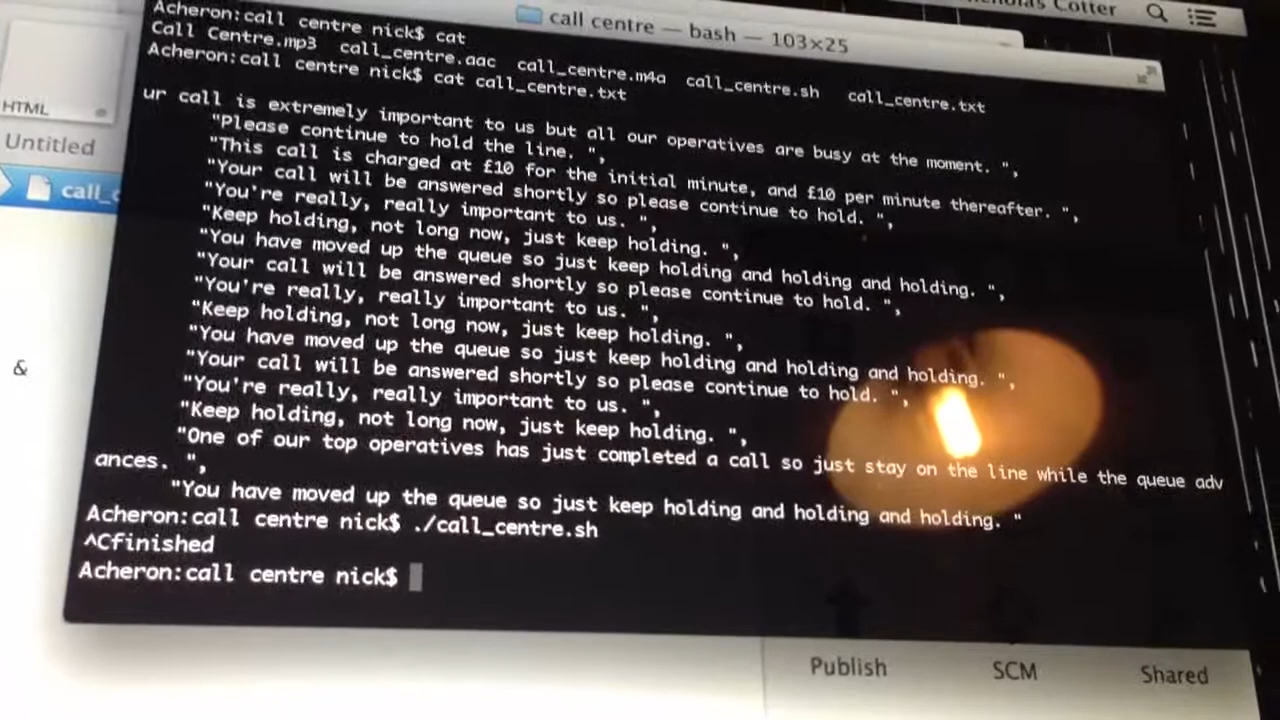 Nicholas Cotter
call centre — bash — 103×25
Acheron:call centre nick$ cat
Call Centre.mp3 call_centre.aac call_centre.m4a call_centre.sh call_centre.txt
Acheron:call centre nick$ cat call_centre.txt
ur call is extremely important to us but all our operatives are busy at the moment. ",
"Please continue to hold the line. ",
"This call is charged at £10 for the initial minute, and £10 per minute thereafter. ",
"Your call will be answered shortly so please continue to hold. ",
"You're really, really important to us. ",
"Keep holding, not long now, just keep holding. ",
"You have moved up the queue so just keep holding and holding and holding. ",
"Your call will be answered shortly so please continue to hold. ",
"You're really, really important to us. ",
"Keep holding, not long now, just keep holding. ",
"You have moved up the queue so just keep holding and holding and holding. ",
"Your call will be answered shortly so please continue to hold. ",
"You're really, really important to us. ",
"Keep holding, not long now, just keep holding. ",
"One of our top operatives has just completed a call so just stay on the line while the queue adv
ances. ",
"You have moved up the queue so just keep holding and holding and holding. "
Acheron:call centre nick$ ./call_centre.sh
^Cfinished
Acheron:call centre nick$
HTML
Untitled
call_c
&
Publish SCM Shared